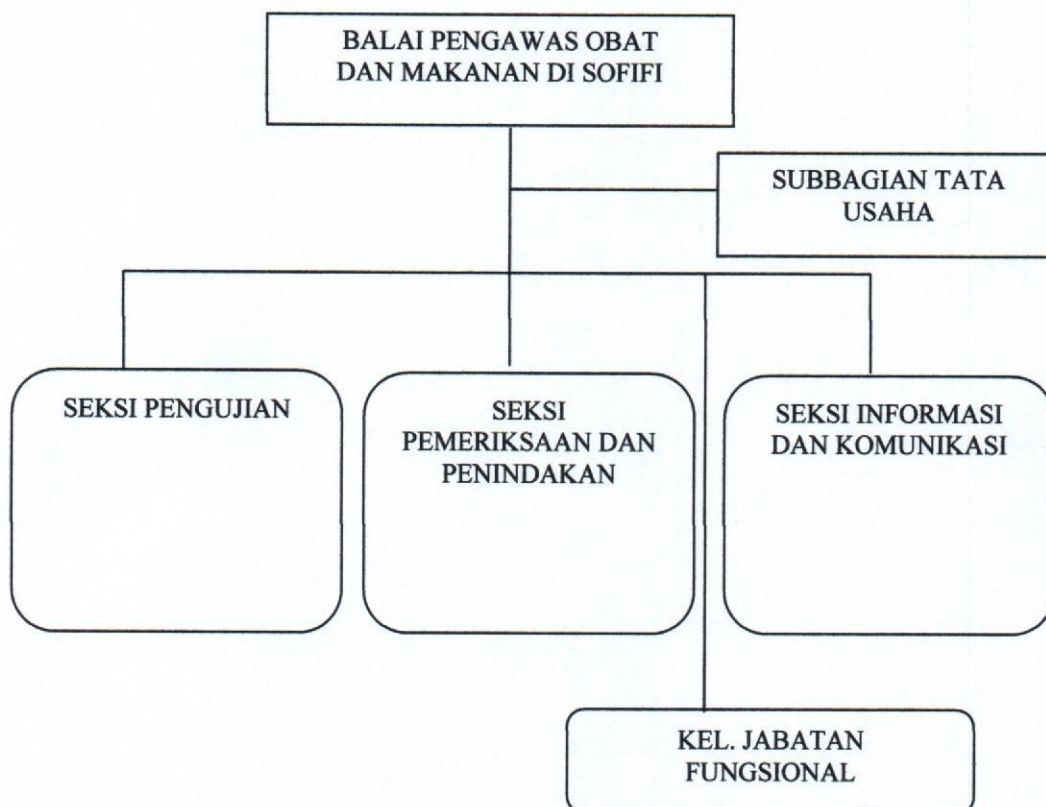 BALAI PENGAWAS OBAT
DAN MAKANAN DI SOFIFI
SUBBAGIAN TATA
USAHA
SEKSI PENGUJIAN
SEKSI
PEMERIKSAAN DAN
PENINDAKAN
SEKSI INFORMASI
DAN KOMUNIKASI
KEL. JABATAN
FUNGSIONAL